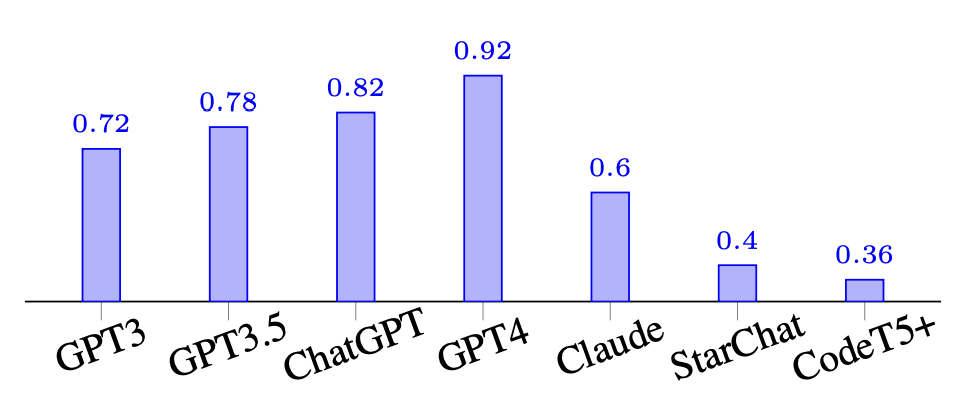 0.72
0.78
0.82
0.92
0.6
0.4
0.36
GPT3
GPT3.5
ChatGPT
GPT4
Claude
StarChat
CodeT5+